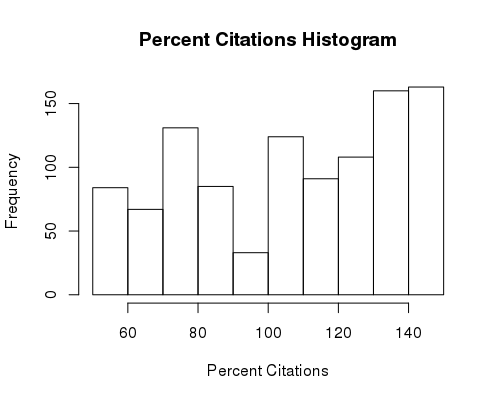 Percent Citations Histogram
Frequency
150
100
50
0
60 80 100 120 140
Percent Citations